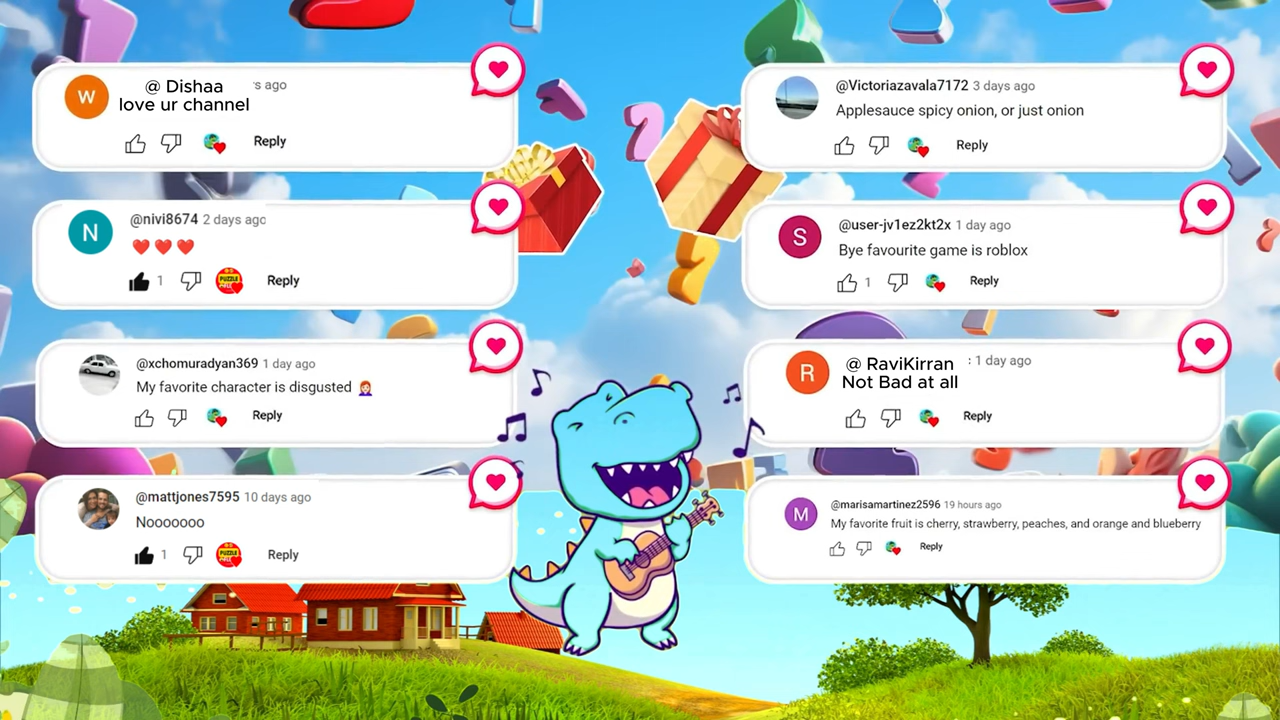 W
@ Dishaa
's ago
love ur channel
Reply
N
@nivi8674 2 days ago
❤️❤️❤️
1
PUZZLE
Reply
@xchomuradyan369 1 day ago
My favorite character is disgusted 🤦🏻‍♀️
Reply
@mattjones7595 10 days ago
Nooooooo
1
PUZZLE
Reply
@Victoriazavala7172 3 days ago
Applesauce spicy onion, or just onion
Reply
S
@user-jv1ez2kt2x 1 day ago
Bye favourite game is roblox
1
Reply
R
@ RaviKirran
: 1 day ago
Not Bad at all
Reply
M
@marisamartinez2596 19 hours ago
My favorite fruit is cherry, strawberry, peaches, and orange and blueberry
Reply